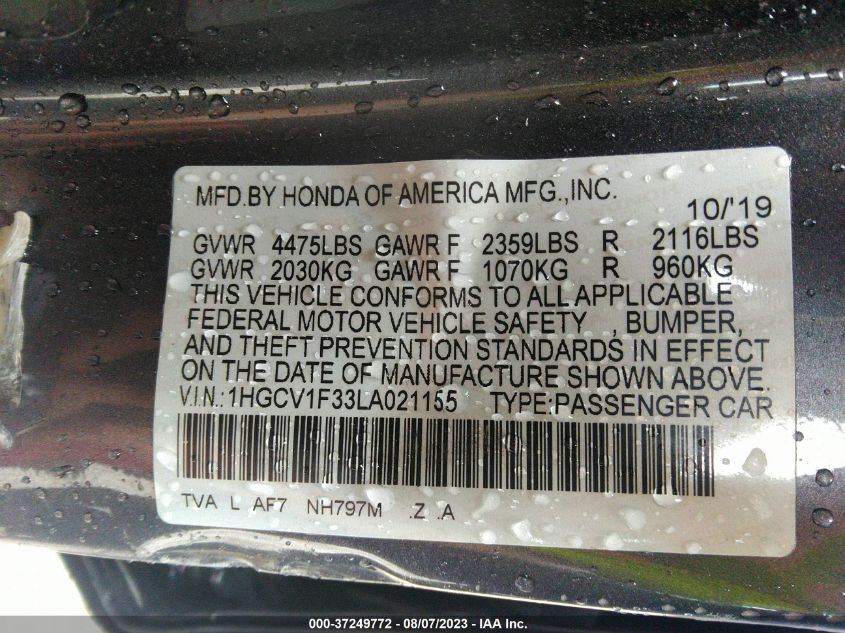 MFD.BY HONDA OF AMERICA MFG.,INC.
10/'19
GVWR 4475LBS GAWR F 2359LBS R 2116LBS
GVWR 2030KG GAWR F 1070KG R 960KG
THIS VEHICLE CONFORMS TO ALL APPLICABLE
FEDERAL MOTOR VEHICLE SAFETY , BUMPER,
AND THEFT PREVENTION STANDARDS IN EFFECT
ON THE DATE OF MANUFACTURE SHOWN ABOVE.
V.I.N.:1HGCV1F33LA021155 TYPE:PASSENGER CAR
TVA L AF7 NH797M .Z .A
000-37249772 - 08/07/2023 - IAA Inc.